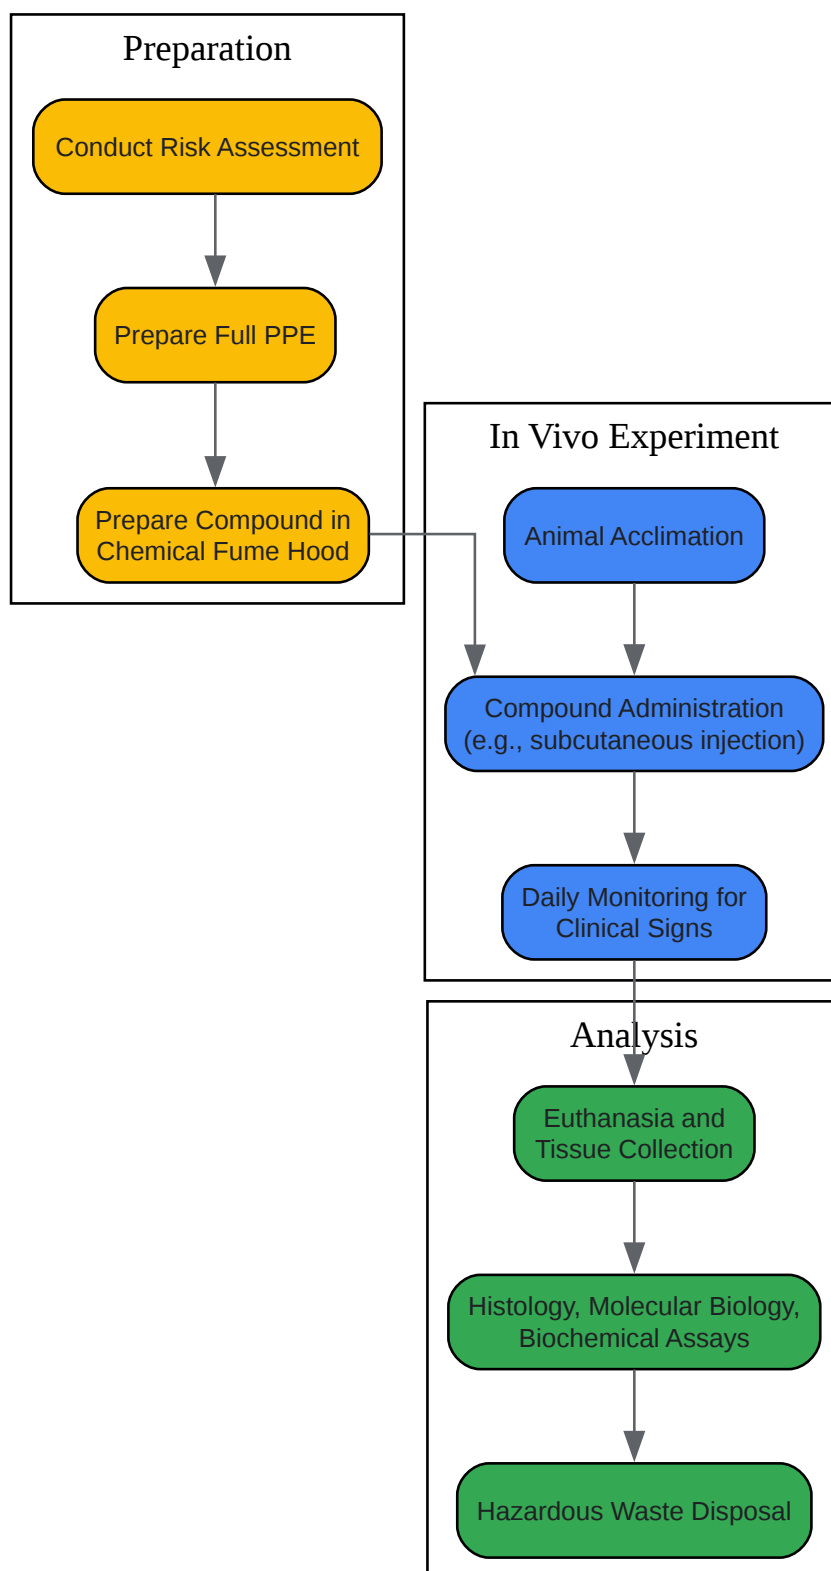 Preparation
Conduct Risk Assessment
Prepare Full PPE
Prepare Compound in
Chemical Fume Hood
In Vivo Experiment
Animal Acclimation
Compound Administration
(e.g., subcutaneous injection)
Daily Monitoring for
Clinical Signs
Analysis
Euthanasia and
Tissue Collection
Histology, Molecular Biology,
Biochemical Assays
Hazardous Waste Disposal